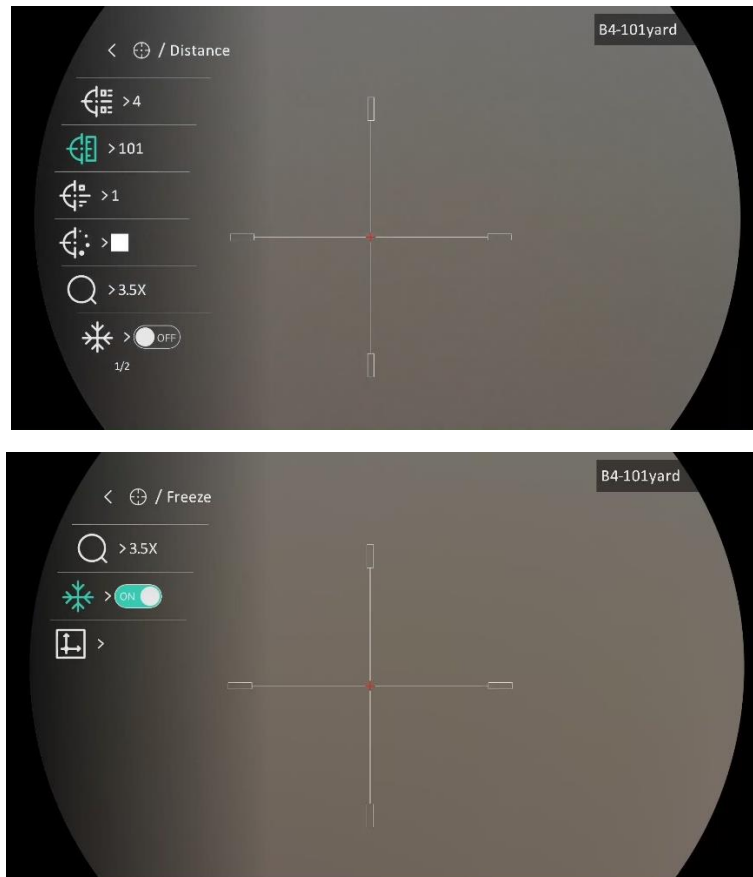 B4-101yard
< / Distance
>4
>101
>1
>
>3.5X
> OFF
1/2
B4-101yard
< / Freeze
>3.5X
> ON
>